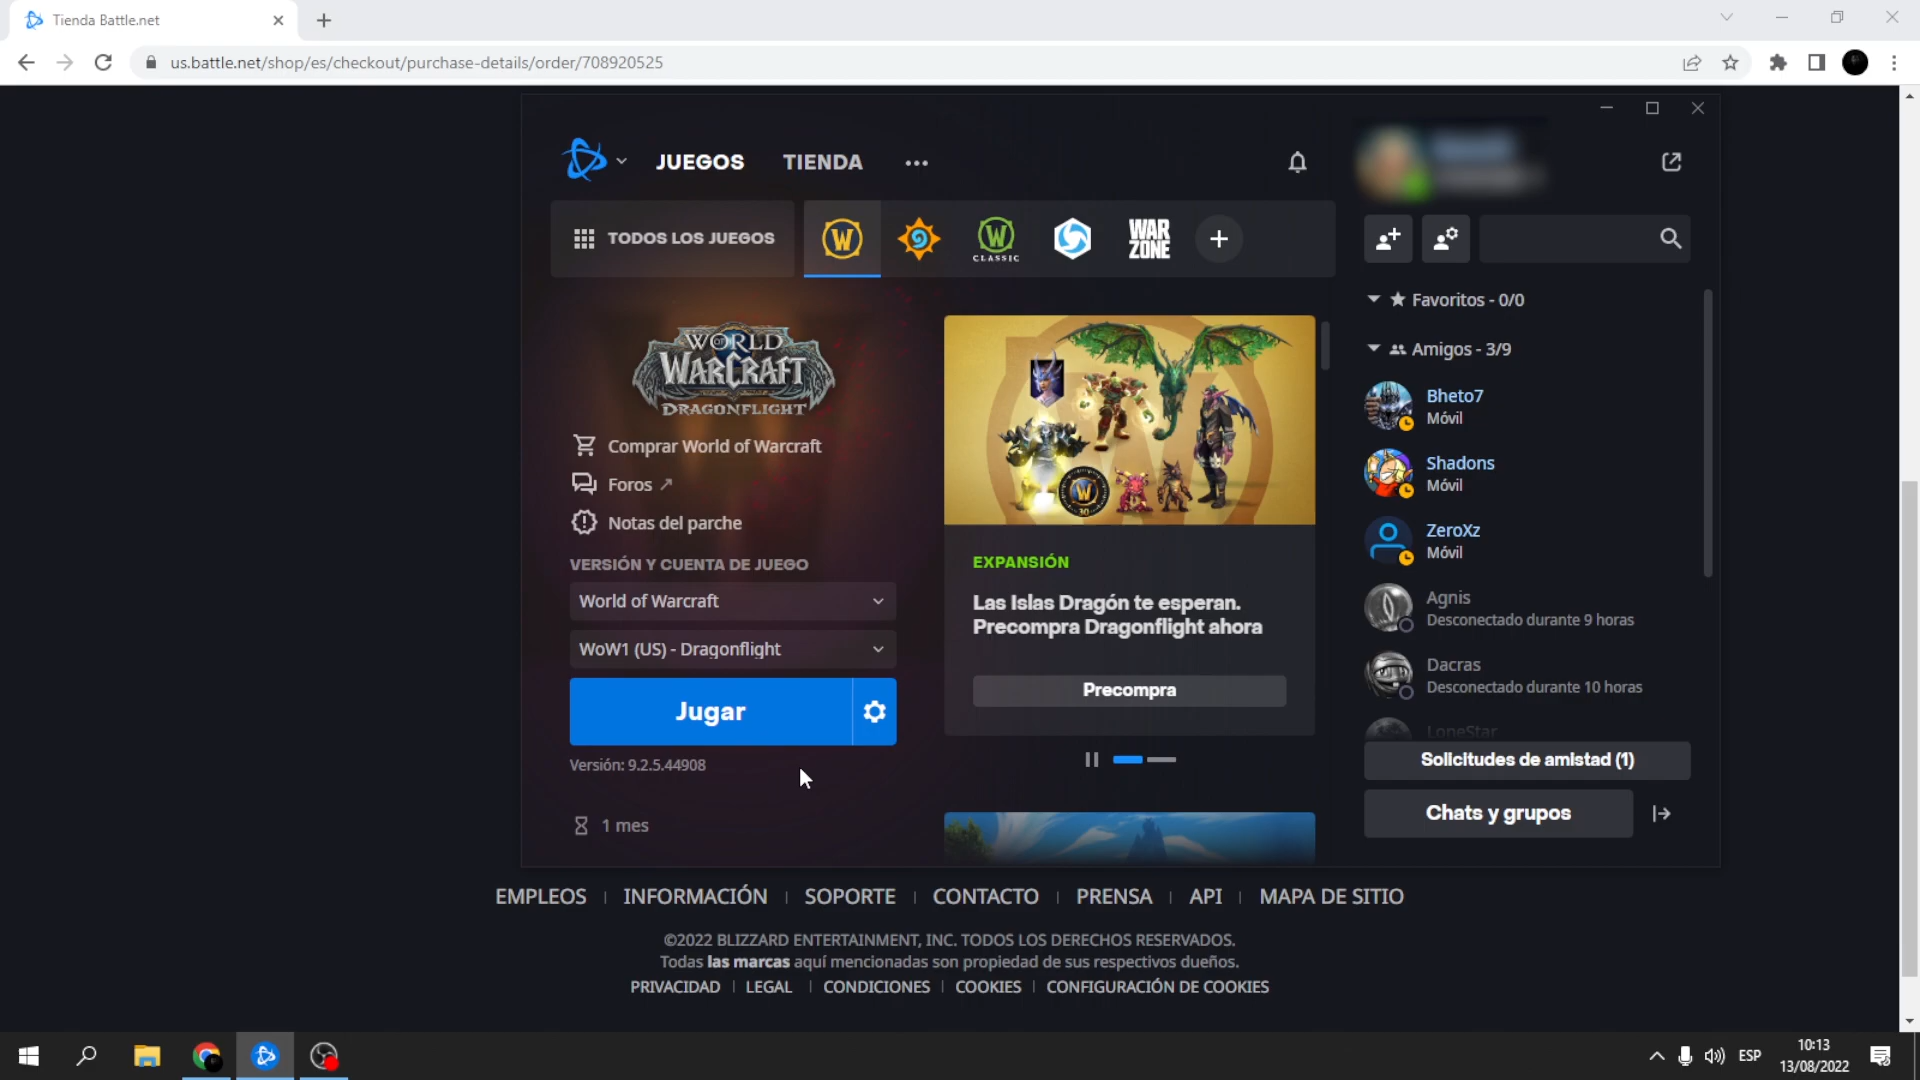 Tienda Battle.net
us.battle.net/shop/es/checkout/purchase-details/order/708920525
JUEGOS
TIENDA
TODOS LOS JUEGOS
W
W
CLASSIC
WAR
ZONE
WORLD
OF
WARCRAFT
DRAGONFLIGHT
Comprar World of Warcraft
Foros
Notas del parche
VERSIÓN Y CUENTA DE JUEGO
World of Warcraft
WoW1 (US) - Dragonflight
Jugar
Versión: 9.2.5.44908
1 mes
W
30
EXPANSIÓN
Las Islas Dragón te esperan.
Precompra Dragonflight ahora
Precompra
Favoritos - 0/0
Amigos - 3/9
Bheto7
Móvil
Shadons
Móvil
ZeroXz
Móvil
Agnis
Desconectado durante 9 horas
Dacras
Desconectado durante 10 horas
LoneStar
Solicitudes de amistad (1)
Chats y grupos
EMPLEOS | INFORMACIÓN | SOPORTE | CONTACTO | PRENSA | API | MAPA DE SITIO
©2022 BLIZZARD ENTERTAINMENT, INC. TODOS LOS DERECHOS RESERVADOS.
Todas las marcas aquí mencionadas son propiedad de sus respectivos dueños.
PRIVACIDAD | LEGAL | CONDICIONES | COOKIES | CONFIGURACIÓN DE COOKIES
ESP
10:13
13/08/2022